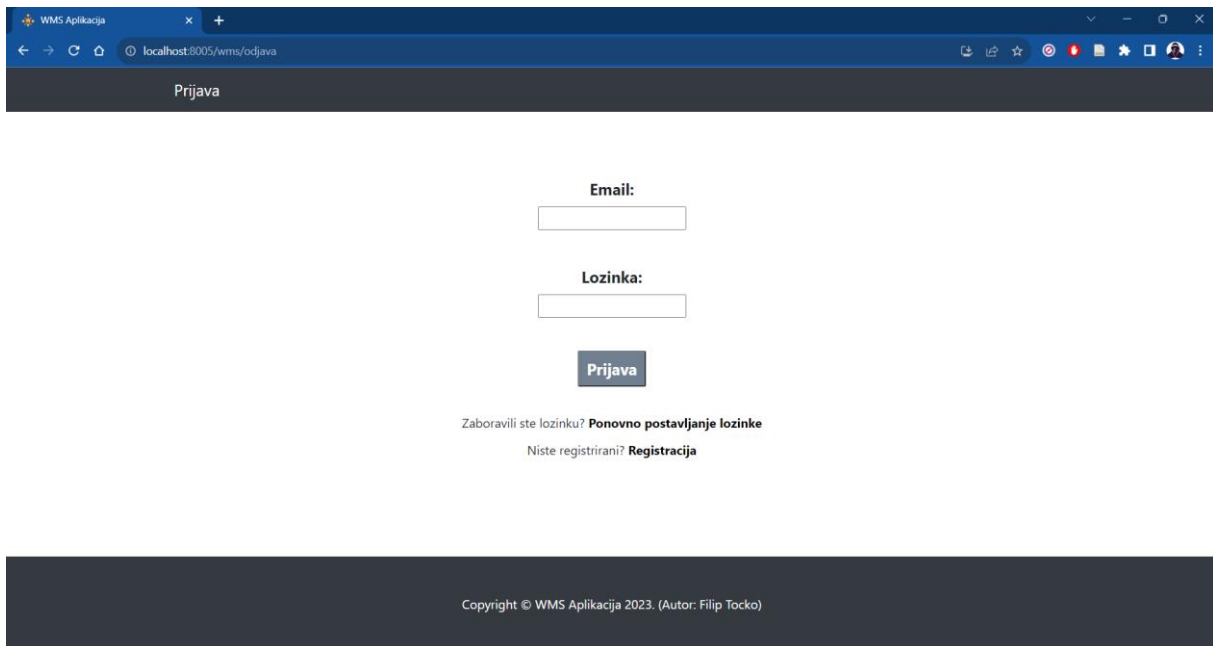 WMS Aplikacija
localhost:8005/wms/odjava
Prijava
Email:
Lozinka:
Prijava
Zaboravili ste lozinku? Ponovno postavljanje lozinke
Niste registrirani? Registracija
Copyright © WMS Aplikacija 2023. (Autor: Filip Tocko)